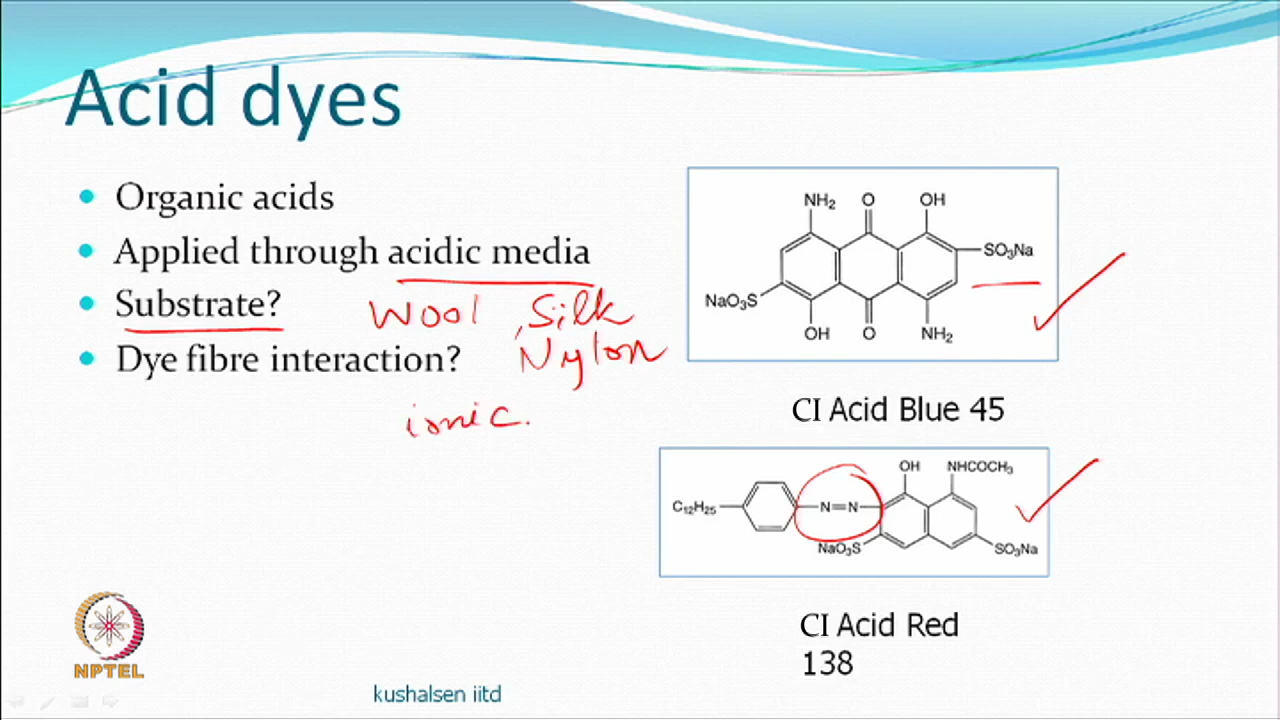 Acid dyes
Organic acids
Applied through acidic media
Substrate?
Wool , Silk
Nylon
Dye fibre interaction?
ionic.
NH₂ O OH
SO₃Na
NaO₃S
OH O NH₂
CI Acid Blue 45
OH NHCOCH₃
C₁₂H₂₅ N=N
NaO₃S SO₃Na
CI Acid Red
138
NPTEL
kushalsen iitd